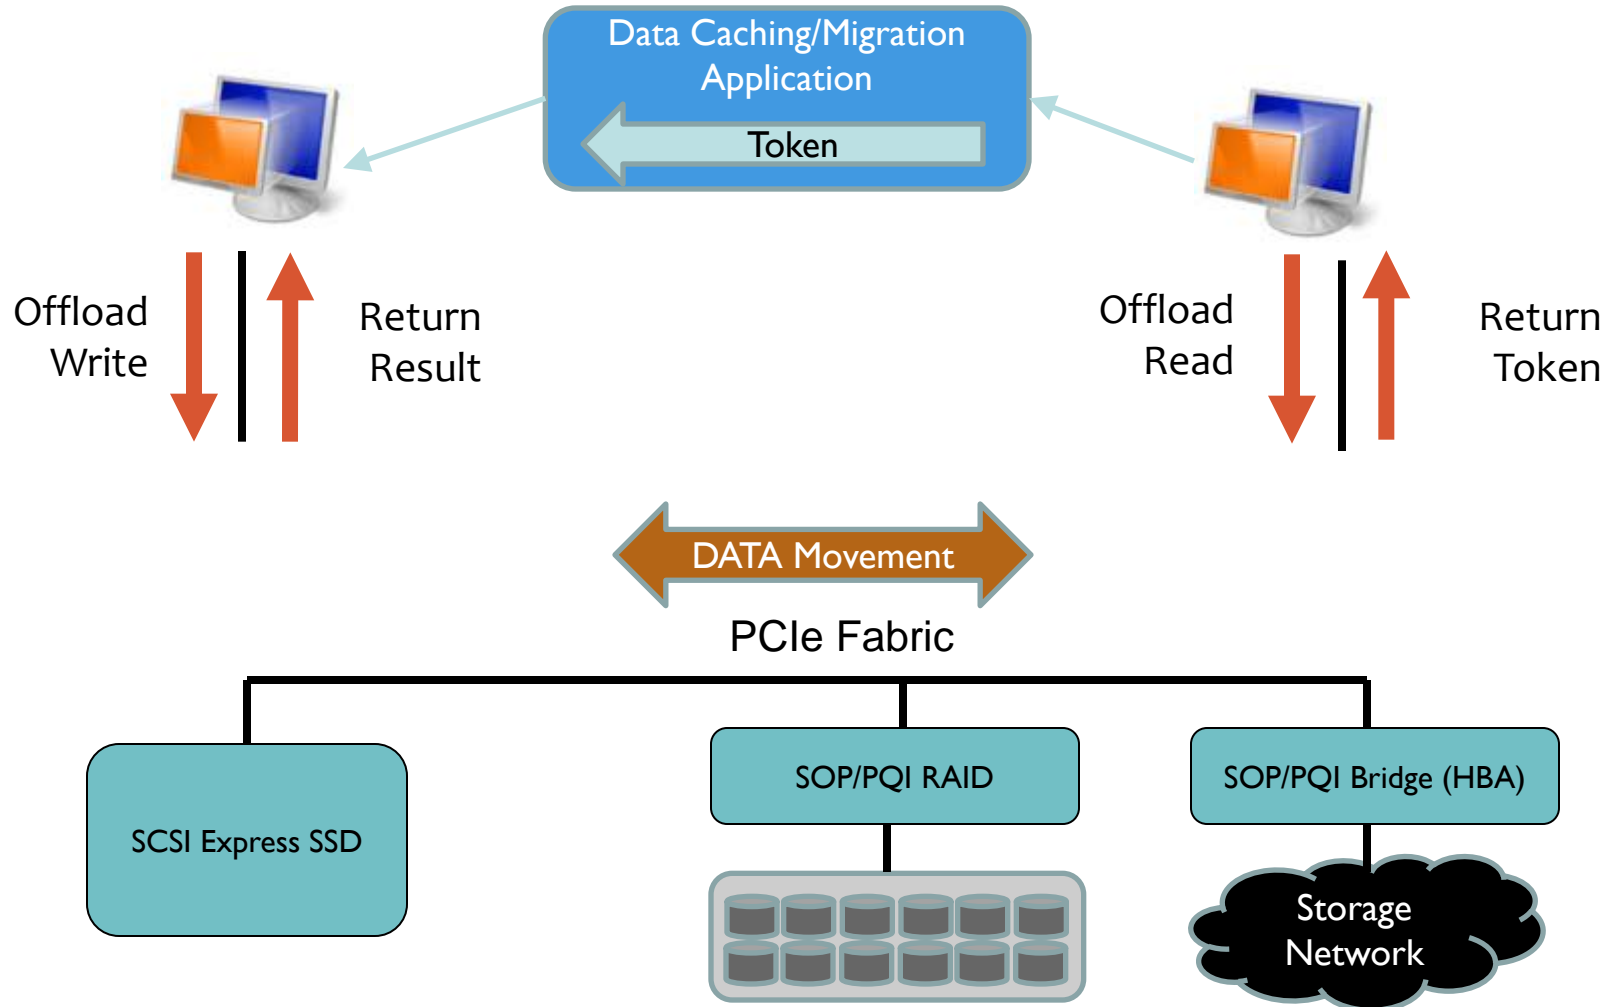 Data Caching/Migration
Application
Token
Offload
Write
Return
Result
Offload
Read
Return
Token
DATA Movement
PCIe Fabric
SCSI Express SSD
SOP/PQI RAID
SOP/PQI Bridge (HBA)
Storage
Network